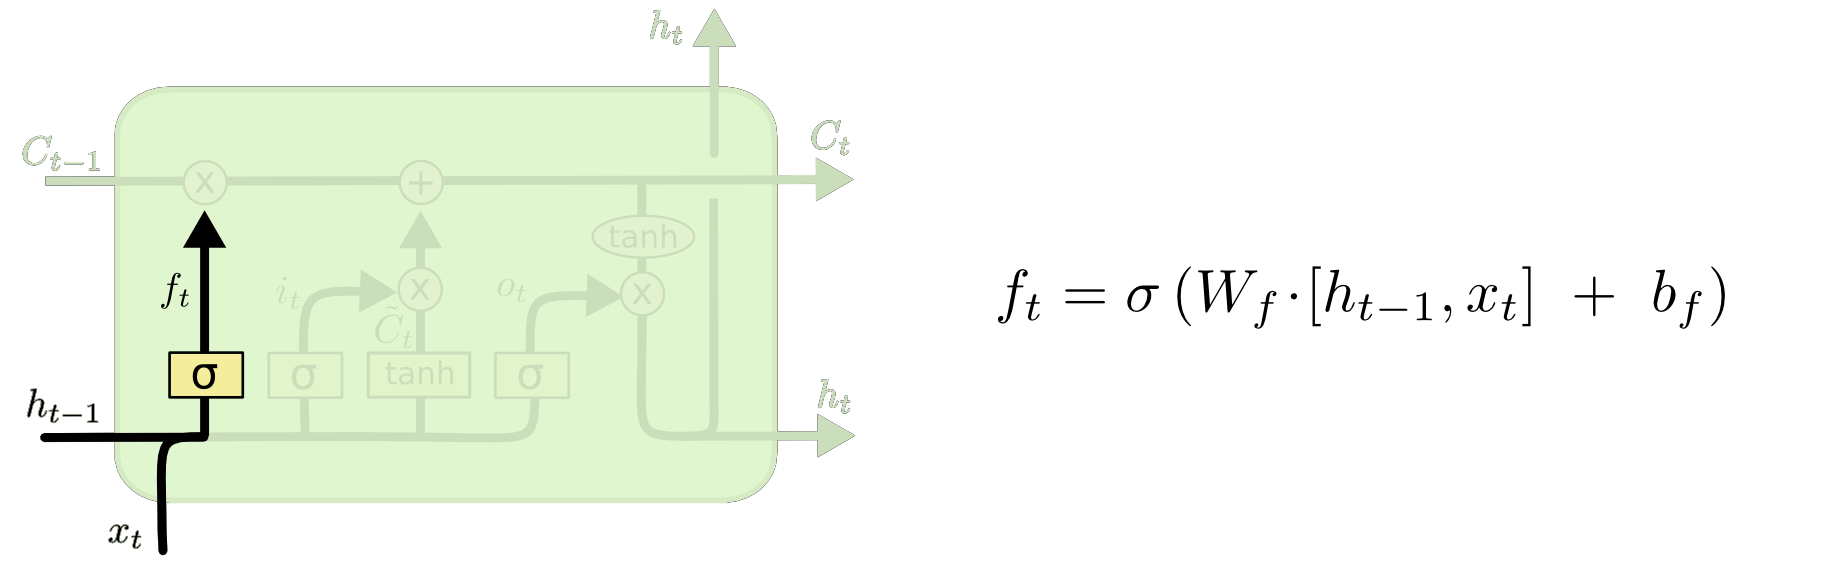 h_t
C_{t-1} C_t
x +
tanh
f_t i_t x o_t x
C̃_t
σ σ tanh σ
h_{t-1} h_t
x_t
f_t = σ (W_f · [h_{t-1}, x_t] + b_f)